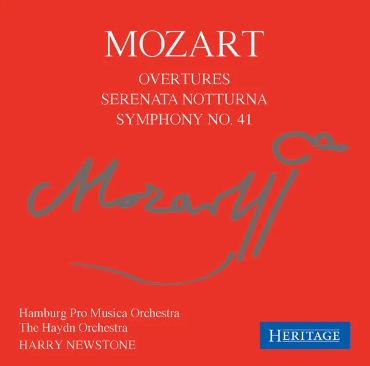 MOZART
OVERTURES
SERENATA NOTTURNA
SYMPHONY NO. 41
Mozart
Hamburg Pro Musica Orchestra
The Haydn Orchestra
HARRY NEWSTONE
HERITAGE